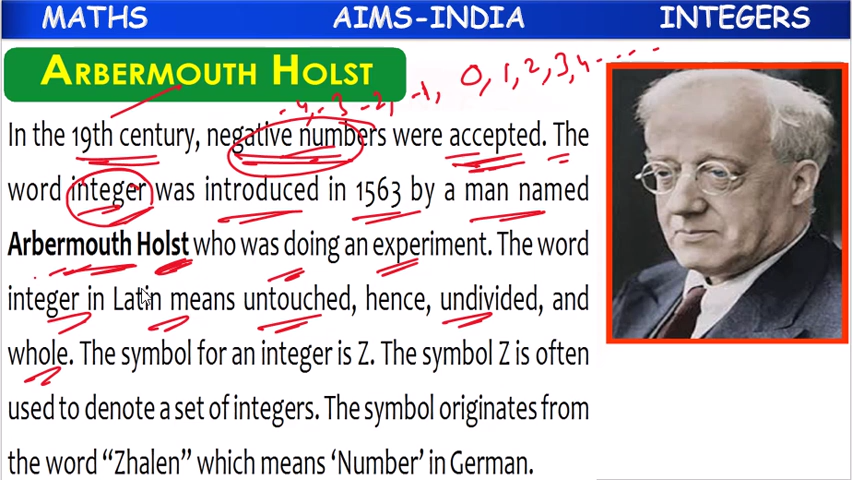 MATHS AIMS-INDIA INTEGERS
ARBERMOUTH HOLST
-4, -3 -2, -1, 0, 1, 2, 3, 4 - - - - -
In the 19th century, negative numbers were accepted. The
word integer was introduced in 1563 by a man named
Arbermouth Holst who was doing an experiment. The word
integer in Latin means untouched, hence, undivided, and
whole. The symbol for an integer is Z. The symbol Z is often
used to denote a set of integers. The symbol originates from
the word “Zhalen” which means ‘Number’ in German.